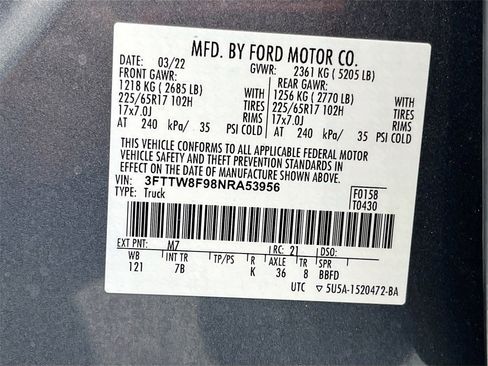 MFD. BY FORD MOTOR CO.
DATE: 03/22 GVWR: 2361 KG ( 5205 LB)
FRONT GAWR: REAR GAWR:
1218 KG ( 2685 LB) WITH 1256 KG ( 2770 LB) WITH
225/65R17 102H TIRES 225/65R17 102H TIRES
17x7.0J RIMS 17x7.0J RIMS
AT 240 kPa/ 35 PSI COLD AT 240 kPa/ 35 PSI COLD
THIS VEHICLE CONFORMS TO ALL APPLICABLE FEDERAL MOTOR
VEHICLE SAFETY AND THEFT PREVENTION STANDARDS IN
EFFECT ON THE DATE OF MANUFACTURE SHOWN ABOVE.
VIN: 3FTTW8F98NRA53956 F0158
TYPE: Truck T0430
EXT PNT: M7 RC: 21 DSO:
WB INT TR TP/PS R AXLE TR SPR
121 7B K 36 8 BBFD
UTC ▽ 5U5A-1520472-BA